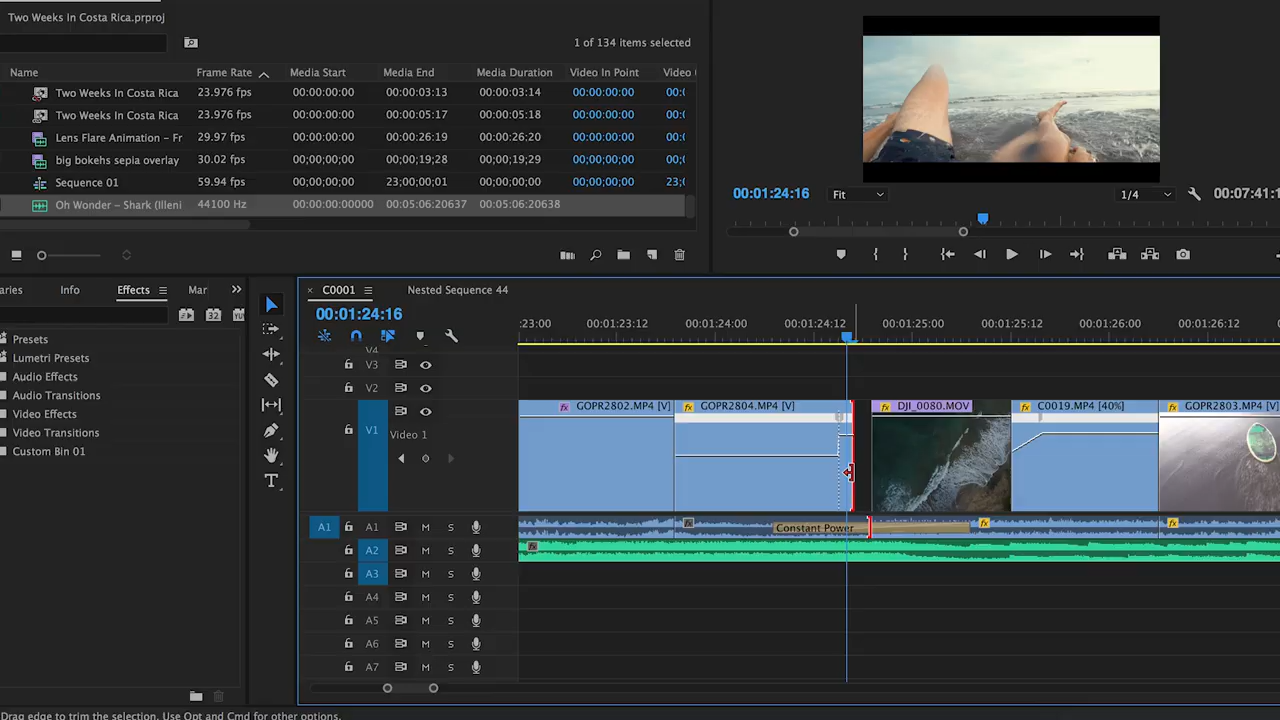 Two Weeks In Costa Rica.prproj
1 of 134 items selected
Name Frame Rate Media Start Media End Media Duration Video In Point Video
Two Weeks In Costa Rica 23.976 fps 00:00:00:00 00:00:03:13 00:00:03:14 00:00:00:00 00:
Two Weeks In Costa Rica 23.976 fps 00:00:00:00 00:00:05:17 00:00:05:18 00:00:00:00 00:
Lens Flare Animation – Fr 29.97 fps 00:00:00:00 00:00:26:19 00:00:26:20 00:00:00:00 00:
big bokehs sepia overlay 30.02 fps 00;00;00;00 00;00;19;28 00;00;19;29 00;00;00;00 00;
Sequence 01 59.94 fps 00;00;00;00 23;00;00;01 00;00;00;00 00;00;00;00 23;
Oh Wonder – Shark (Illeni 44100 Hz 00:00:00:00000 00:05:06:20637 00:05:06:20638
00:01:24:16 Fit 1/4 00:07:41:1
aries Info Effects Mar
32 YU
Presets
Lumetri Presets
Audio Effects
Audio Transitions
Video Effects
Video Transitions
Custom Bin 01
× C0001 Nested Sequence 44
00:01:24:16
:23:00 00:01:23:12 00:01:24:00 00:01:24:12 00:01:25:00 00:01:25:12 00:01:26:00 00:01:26:12
V4
V3
V2
V1 Video 1
fx GOPR2802.MP4 [V] fx GOPR2804.MP4 [V] fx DJI_0080.MOV fx C0019.MP4 [40%] fx GOPR2803.MP4 [V]
A1 A1 M S fx Constant Power fx fx
A2 M S fx
A3 M S
A4 M S
A5 M S
A6 M S
A7 M S
Drag edge to trim the selection. Use Opt and Cmd for other options.